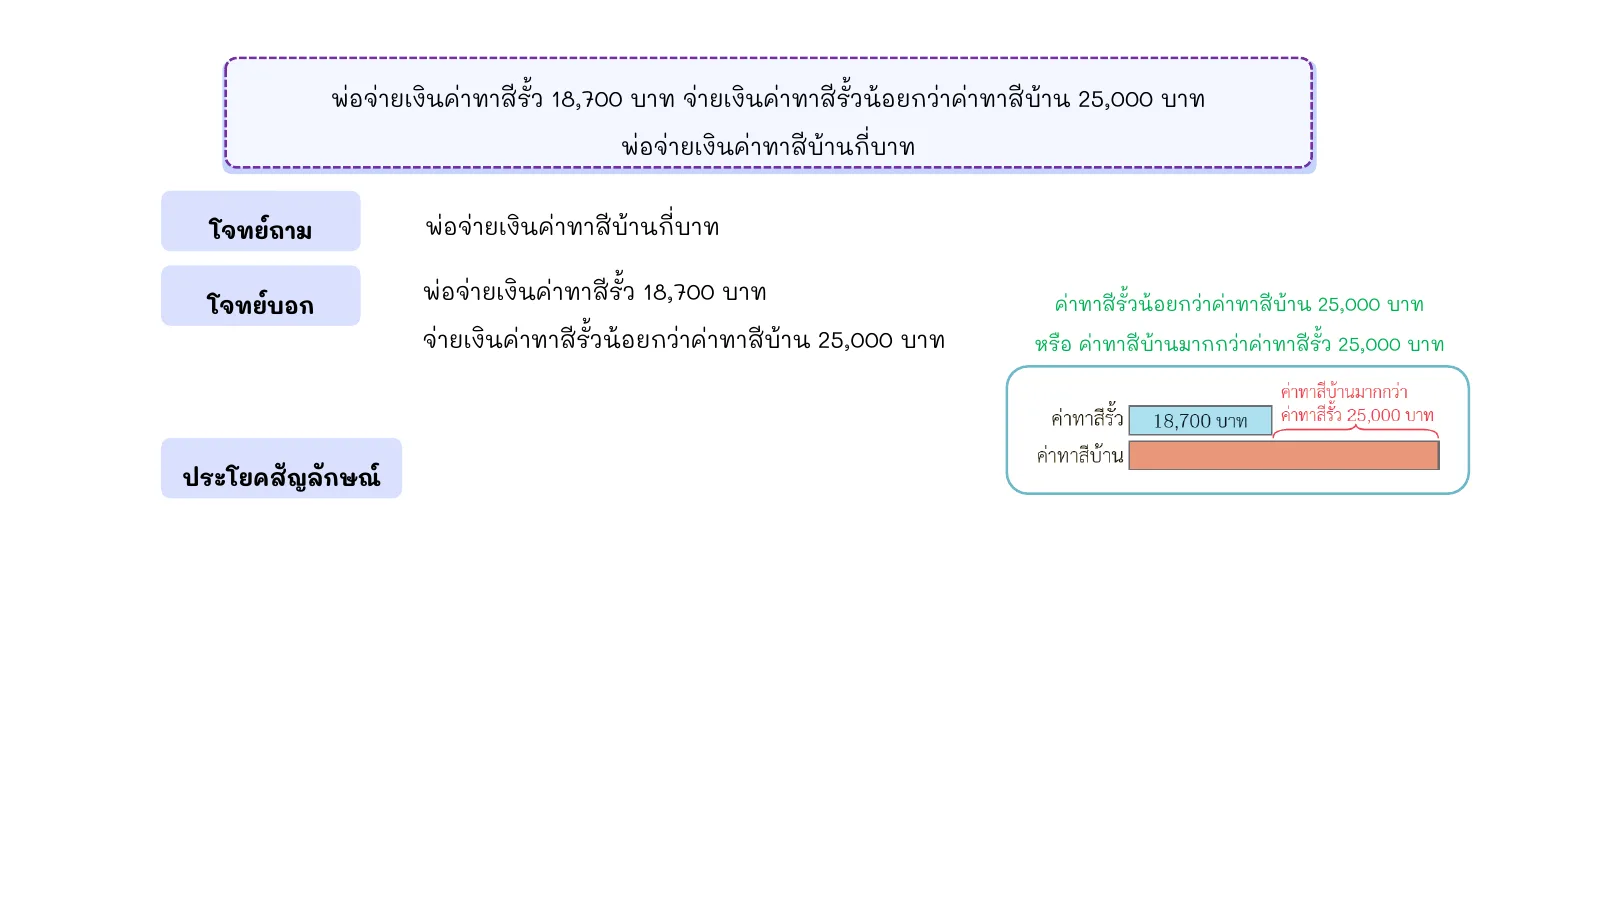 พ่อจ่ายเงินค่าทาสีรั้ว 18,700 บาท จ่ายเงินค่าทาสีรั้วน้อยกว่าค่าทาสีบ้าน 25,000 บาท
พ่อจ่ายเงินค่าทาสีบ้านกี่บาท
โจทย์ถาม
พ่อจ่ายเงินค่าทาสีบ้านกี่บาท
โจทย์บอก
พ่อจ่ายเงินค่าทาสีรั้ว 18,700 บาท
จ่ายเงินค่าทาสีรั้วน้อยกว่าค่าทาสีบ้าน 25,000 บาท
ค่าทาสีรั้วน้อยกว่าค่าทาสีบ้าน 25,000 บาท
หรือ ค่าทาสีบ้านมากกว่าค่าทาสีรั้ว 25,000 บาท
ค่าทาสีบ้านมากกว่า
ค่าทาสีรั้ว 25,000 บาท
ค่าทาสีรั้ว 18,700 บาท
ค่าทาสีบ้าน
ประโยคสัญลักษณ์